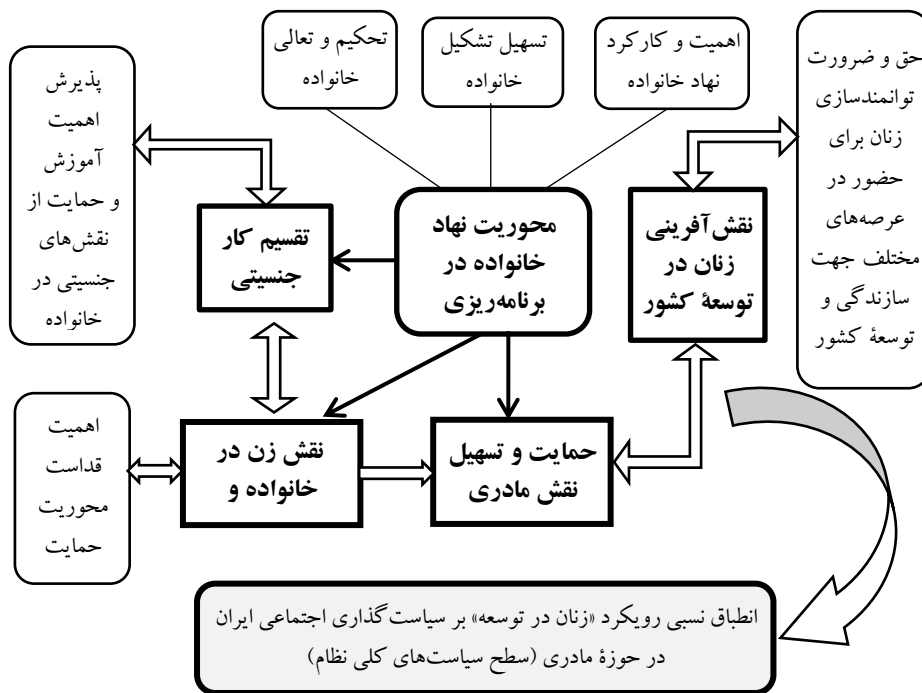 حق و ضرورت
توانمندسازی
زنان برای
حضور در
عرصه‌های
مختلف جهت
سازندگی و
توسعۀ کشور
اهمیت و کارکرد
نهاد خانواده
تسهیل تشکیل
خانواده
تحکیم و تعالی
خانواده
پذیرش
اهمیت
آموزش
و حمایت از
نقش‌های
جنسیتی در
خانواده
نقش‌آفرینی
زنان در
توسعۀ کشور
محوریت نهاد
خانواده در
برنامه‌ریزی
تقسیم کار
جنسیتی
حمایت و تسهیل
نقش مادری
نقش زن در
خانواده و
اهمیت
قداست
محوریت
حمایت
انطباق نسبی رویکرد «زنان در توسعه» بر سیاست‌گذاری اجتماعی ایران
در حوزۀ مادری (سطح سیاست‌های کلی نظام)